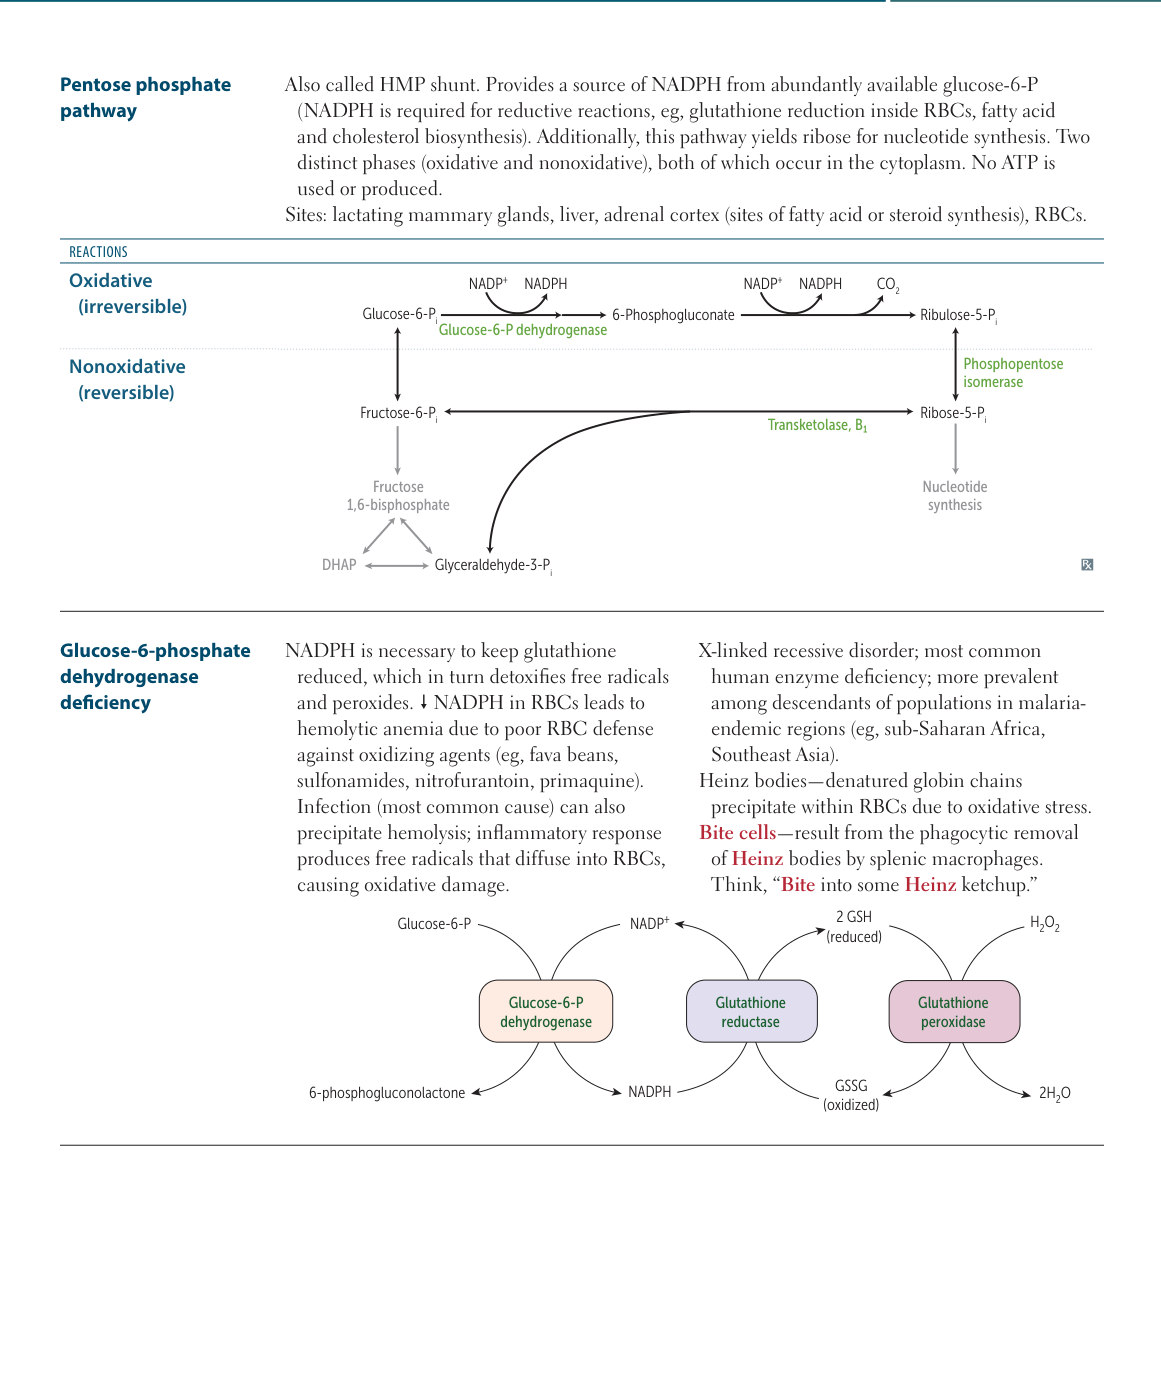 Pentose phosphate
pathway
Also called HMP shunt. Provides a source of NADPH from abundantly available glucose-6-P
(NADPH is required for reductive reactions, eg, glutathione reduction inside RBCs, fatty acid
and cholesterol biosynthesis). Additionally, this pathway yields ribose for nucleotide synthesis. Two
distinct phases (oxidative and nonoxidative), both of which occur in the cytoplasm. No ATP is
used or produced.
Sites: lactating mammary glands, liver, adrenal cortex (sites of fatty acid or steroid synthesis), RBCs.
REACTIONS
Oxidative
(irreversible)
NADP⁺ NADPH NADP⁺ NADPH CO₂
Glucose-6-Pᵢ 6-Phosphogluconate Ribulose-5-Pᵢ
Glucose-6-P dehydrogenase
Nonoxidative
(reversible)
Phosphopentose
isomerase
Fructose-6-Pᵢ Ribose-5-Pᵢ
Transketolase, B₁
Fructose
1,6-bisphosphate
Nucleotide
synthesis
DHAP Glyceraldehyde-3-Pᵢ
Rx
Glucose-6-phosphate
dehydrogenase
deficiency
NADPH is necessary to keep glutathione
reduced, which in turn detoxifies free radicals
and peroxides. ↓ NADPH in RBCs leads to
hemolytic anemia due to poor RBC defense
against oxidizing agents (eg, fava beans,
sulfonamides, nitrofurantoin, primaquine).
Infection (most common cause) can also
precipitate hemolysis; inflammatory response
produces free radicals that diffuse into RBCs,
causing oxidative damage.
X-linked recessive disorder; most common
human enzyme deficiency; more prevalent
among descendants of populations in malaria-
endemic regions (eg, sub-Saharan Africa,
Southeast Asia).
Heinz bodies—denatured globin chains
precipitate within RBCs due to oxidative stress.
Bite cells—result from the phagocytic removal
of Heinz bodies by splenic macrophages.
Think, “Bite into some Heinz ketchup.”
Glucose-6-P NADP⁺ 2 GSH H₂O₂
(reduced)
Glucose-6-P
dehydrogenase
Glutathione
reductase
Glutathione
peroxidase
6-phosphogluconolactone NADPH GSSG 2H₂O
(oxidized)